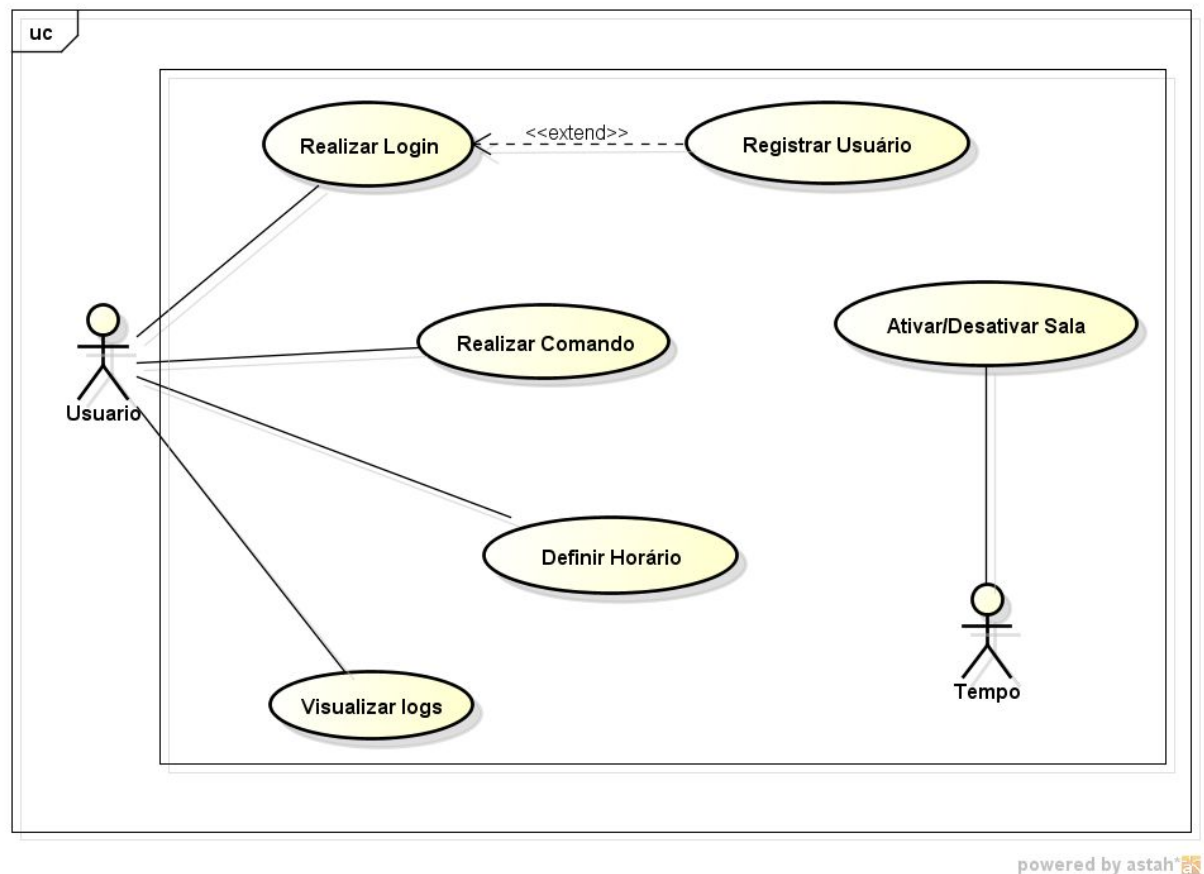 uc
Realizar Login
<<extend>>
Registrar Usuário
Ativar/Desativar Sala
Realizar Comando
Usuario
Definir Horário
Tempo
Visualizar logs
powered by astah*